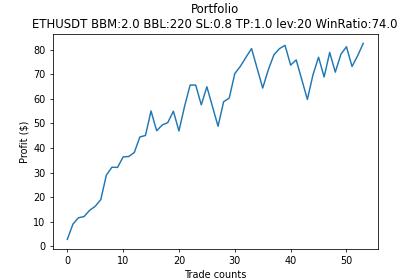 Portfolio
ETHUSDT BBM:2.0 BBL:220 SL:0.8 TP:1.0 lev:20 WinRatio:74.0
80
70
60
50
40
30
20
10
0
Profit ($)
0 10 20 30 40 50
Trade counts